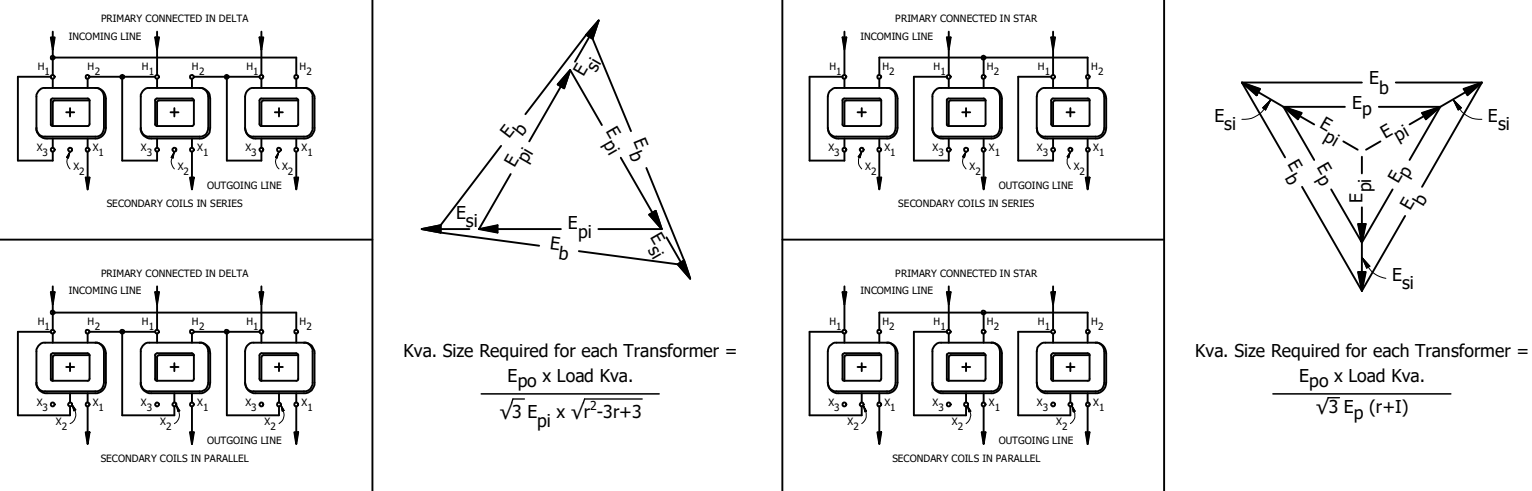 PRIMARY CONNECTED IN DELTA
INCOMING LINE
H1 H2 H1 H2 H1 H2
+ + +
X3 X2 X1 X3 X2 X1 X3 X2 X1
OUTGOING LINE
SECONDARY COILS IN SERIES
PRIMARY CONNECTED IN DELTA
INCOMING LINE
H1 H2 H1 H2 H1 H2
+ + +
X3 X2 X1 X3 X2 X1 X3 X2 X1
OUTGOING LINE
SECONDARY COILS IN PARALLEL
Esi
Eb
Epi
Epi
Eb
Esi
Epi
Esi
Eb
Kva. Size Required for each Transformer =
Epo x Load Kva.
√3 Epi x √r²-3r+3
PRIMARY CONNECTED IN STAR
INCOMING LINE
H1 H2 H1 H2 H1 H2
+ + +
X3 X2 X1 X3 X2 X1 X3 X2 X1
OUTGOING LINE
SECONDARY COILS IN SERIES
PRIMARY CONNECTED IN STAR
INCOMING LINE
H1 H2 H1 H2 H1 H2
+ + +
X3 X2 X1 X3 X2 X1 X3 X2 X1
OUTGOING LINE
SECONDARY COILS IN PARALLEL
Eb
Ep
Esi
Esi
Epi
Epi
Eb
Ep
Epi
Ep
Eb
Esi
Kva. Size Required for each Transformer =
Epo x Load Kva.
√3 Ep (r+I)